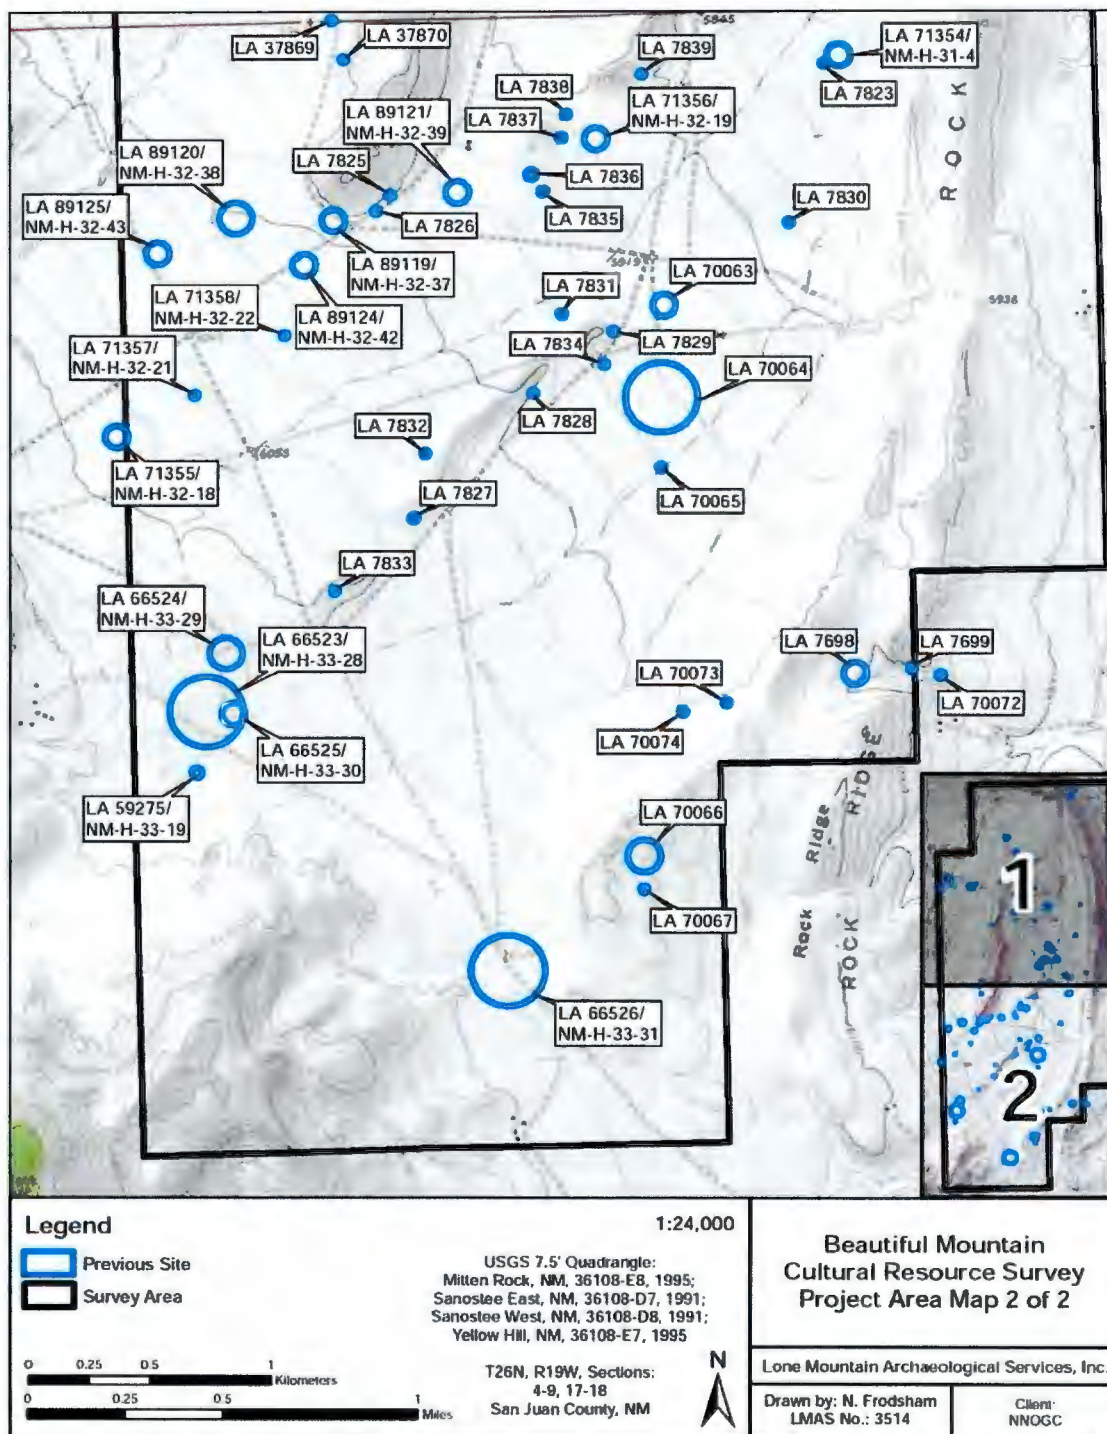 5845
LA 37869
LA 37870
LA 7839
LA 71354/
NM-H-31-4
LA 7823
LA 7838
LA 71356/
NM-H-32-19
LA 7837
LA 89121/
NM-H-32-39
LA 89120/
NM-H-32-38
LA 7825
LA 7836
LA 7835
LA 7830
LA 7826
LA 89125/
NM-H-32-43
LA 89119/
NM-H-32-37
LA 70063
LA 71358/
NM-H-32-22
LA 89124/
NM-H-32-42
LA 7831
LA 7829
LA 7834
LA 71357/
NM-H-32-21
LA 70064
LA 7828
LA 7832
6053
LA 71355/
NM-H-32-18
LA 7827
LA 70065
LA 7833
LA 66524/
NM-H-33-29
LA 66523/
NM-H-33-28
LA 7698
LA 7699
LA 70073
LA 70072
LA 70074
LA 66525/
NM-H-33-30
LA 59275/
NM-H-33-19
LA 70066
LA 70067
LA 66526/
NM-H-33-31
ROCK
5936
RIDGE
Rock Ridge
ROCK
1
2
Legend
Previous Site
Survey Area
1:24,000
USGS 7.5' Quadrangle:
Mitten Rock, NM, 36108-E8, 1995;
Sanostee East, NM, 36108-D7, 1991;
Sanostee West, NM, 36108-D8, 1991;
Yellow Hill, NM, 36108-E7, 1995
T26N, R19W, Sections:
4-9, 17-18
San Juan County, NM
N
0 0.25 0.5 1
Kilometers
0 0.25 0.5 1
Miles
Beautiful Mountain
Cultural Resource Survey
Project Area Map 2 of 2
Lone Mountain Archaeological Services, Inc.
Drawn by: N. Frodsham
LMAS No.: 3514
Client:
NNOGC